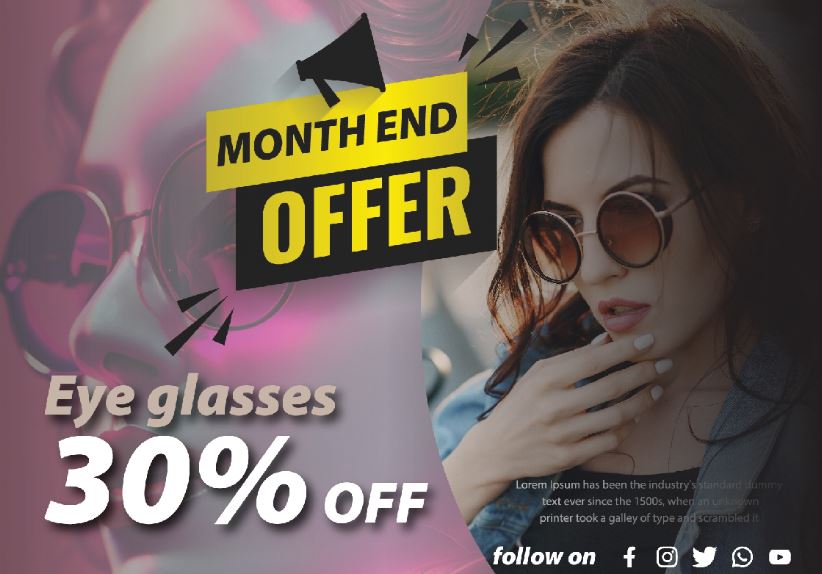 MONTH END
OFFER
Eye glasses
30% OFF
Lorem Ipsum has been the industry's standard dummy
text ever since the 1500s, when an unknown
printer took a galley of type and scrambled it
follow on